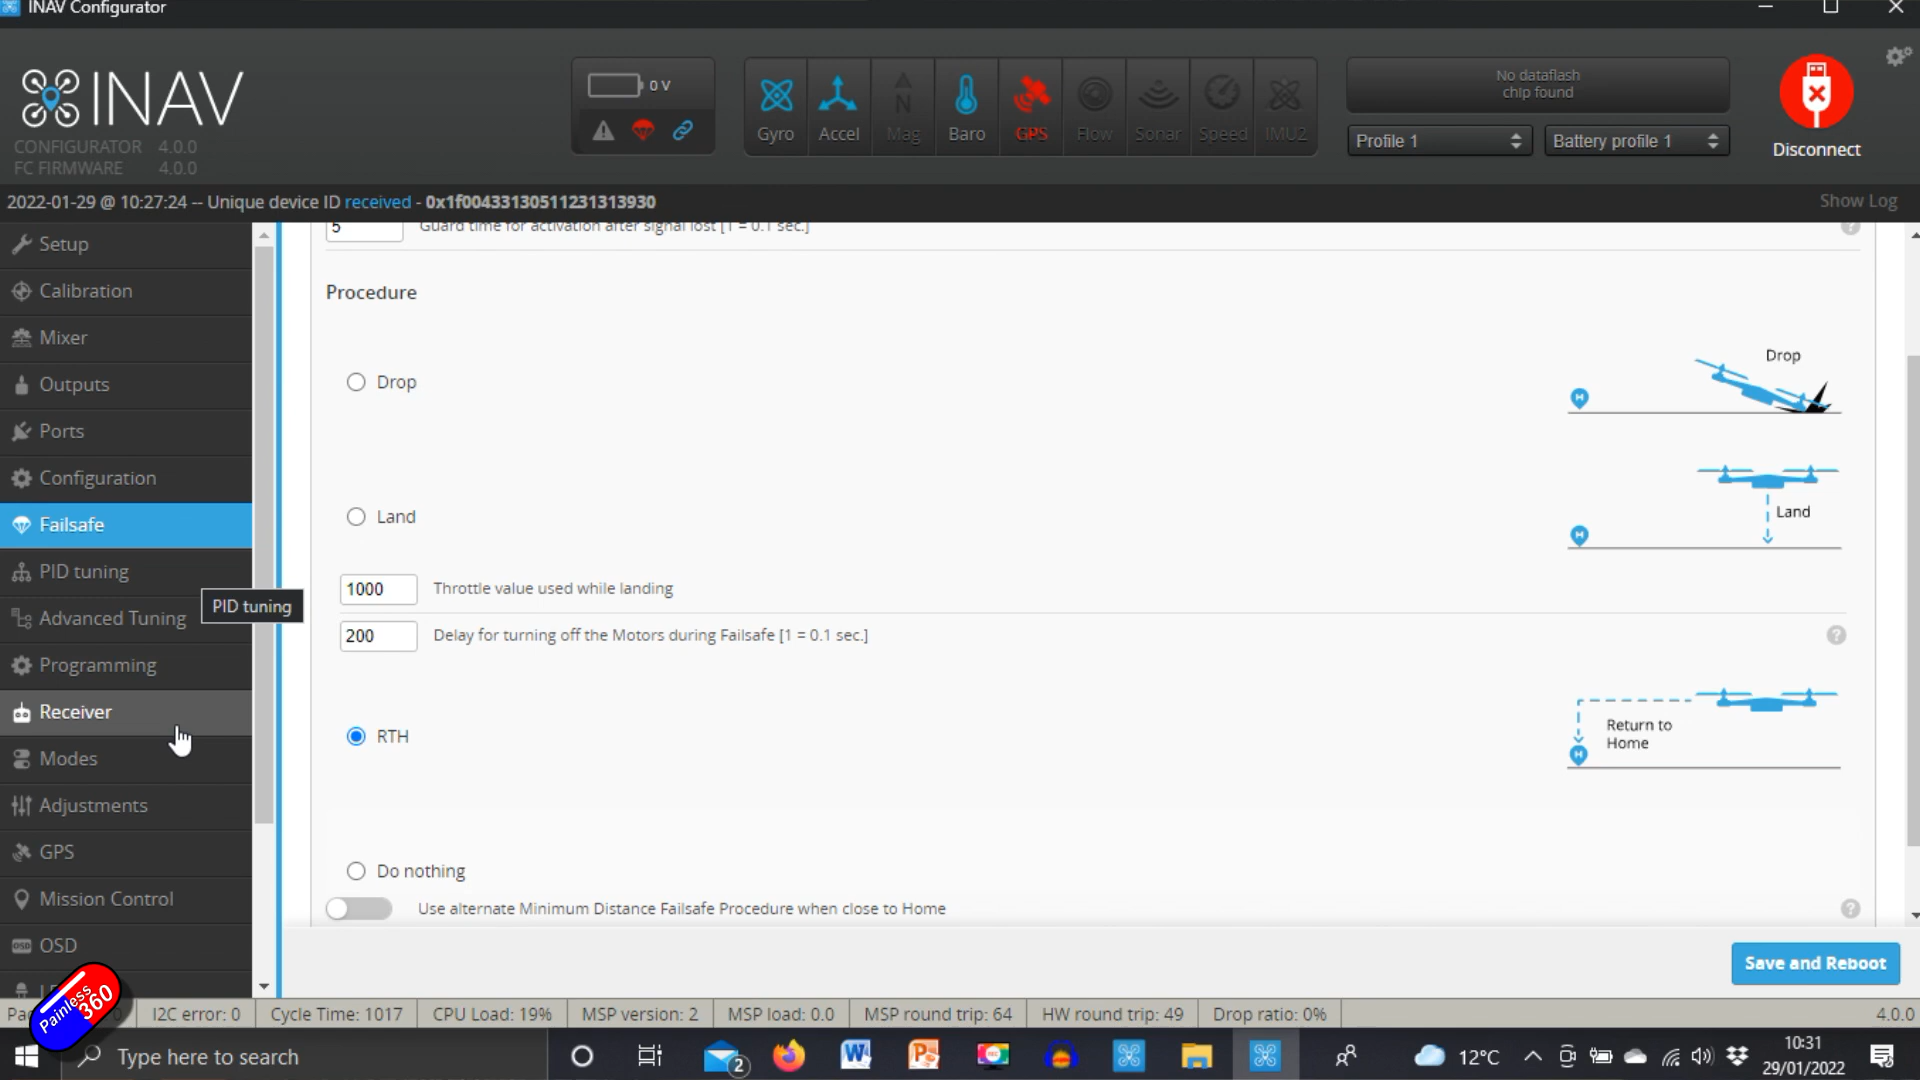 INAV Configurator
INAV
CONFIGURATOR 4.0.0
FC FIRMWARE 4.0.0
0 V
Gyro
Accel
Mag
N
Baro
GPS
Flow
Sonar
Speed
IMU2
No dataflash
chip found
Profile 1
Battery profile 1
Disconnect
2022-01-29 @ 10:27:24 -- Unique device ID received - 0x1f00433130511231313930
Show Log
Setup
Calibration
Mixer
Outputs
Ports
Configuration
Failsafe
PID tuning
Advanced Tuning
PID tuning
Programming
Receiver
Modes
Adjustments
GPS
Mission Control
OSD
5 Guard time for activation after signal lost [1 = 0.1 sec.]
Procedure
Drop
Drop
Land
Land
1000 Throttle value used while landing
200 Delay for turning off the Motors during Failsafe [1 = 0.1 sec.]
RTH
Return to
Home
Do nothing
Use alternate Minimum Distance Failsafe Procedure when close to Home
Save and Reboot
Painless
360
I2C error: 0
Cycle Time: 1017
CPU Load: 19%
MSP version: 2
MSP load: 0.0
MSP round trip: 64
HW round trip: 49
Drop ratio: 0%
4.0.0
Type here to search
2
12°C
10:31
29/01/2022